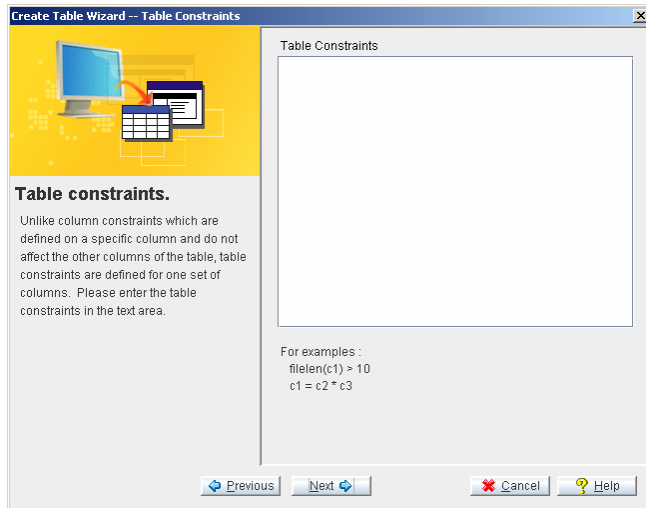 Create Table Wizard -- Table Constraints
Table constraints.
Unlike column constraints which are
defined on a specific column and do not
affect the other columns of the table, table
constraints are defined for one set of
columns. Please enter the table
constraints in the text area.
Table Constraints
For examples :
filelen(c1) > 10
c1 = c2 * c3
Previous
Next
Cancel
Help